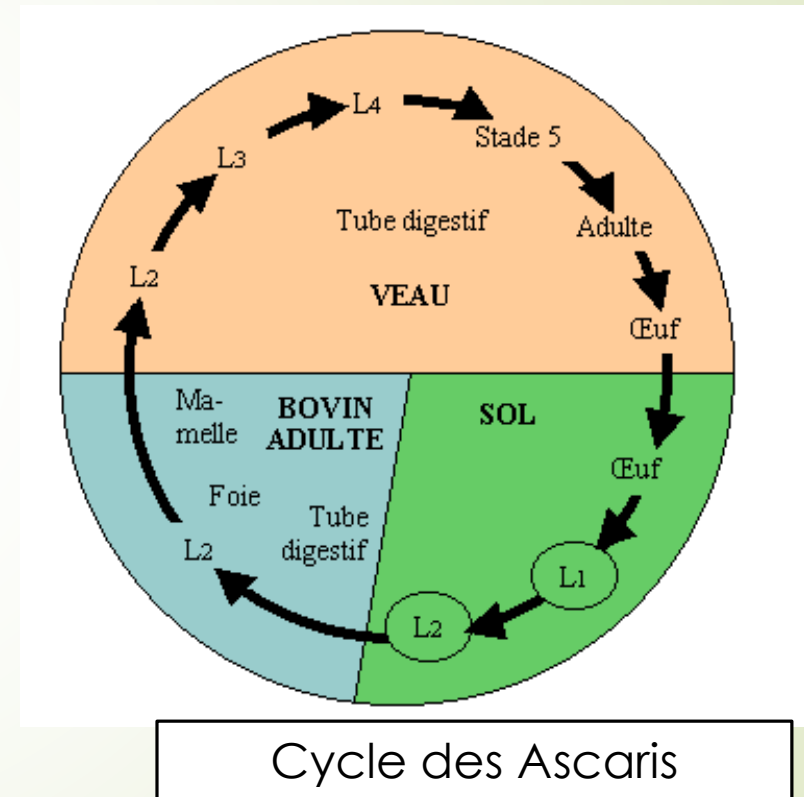 L4
Stade 5
L3
Tube digestif
Adulte
L2
VEAU
Œuf
Ma-
melle
BOVIN
ADULTE
SOL
Œuf
Foie
Tube
digestif
L2
L1
L2
Cycle des Ascaris